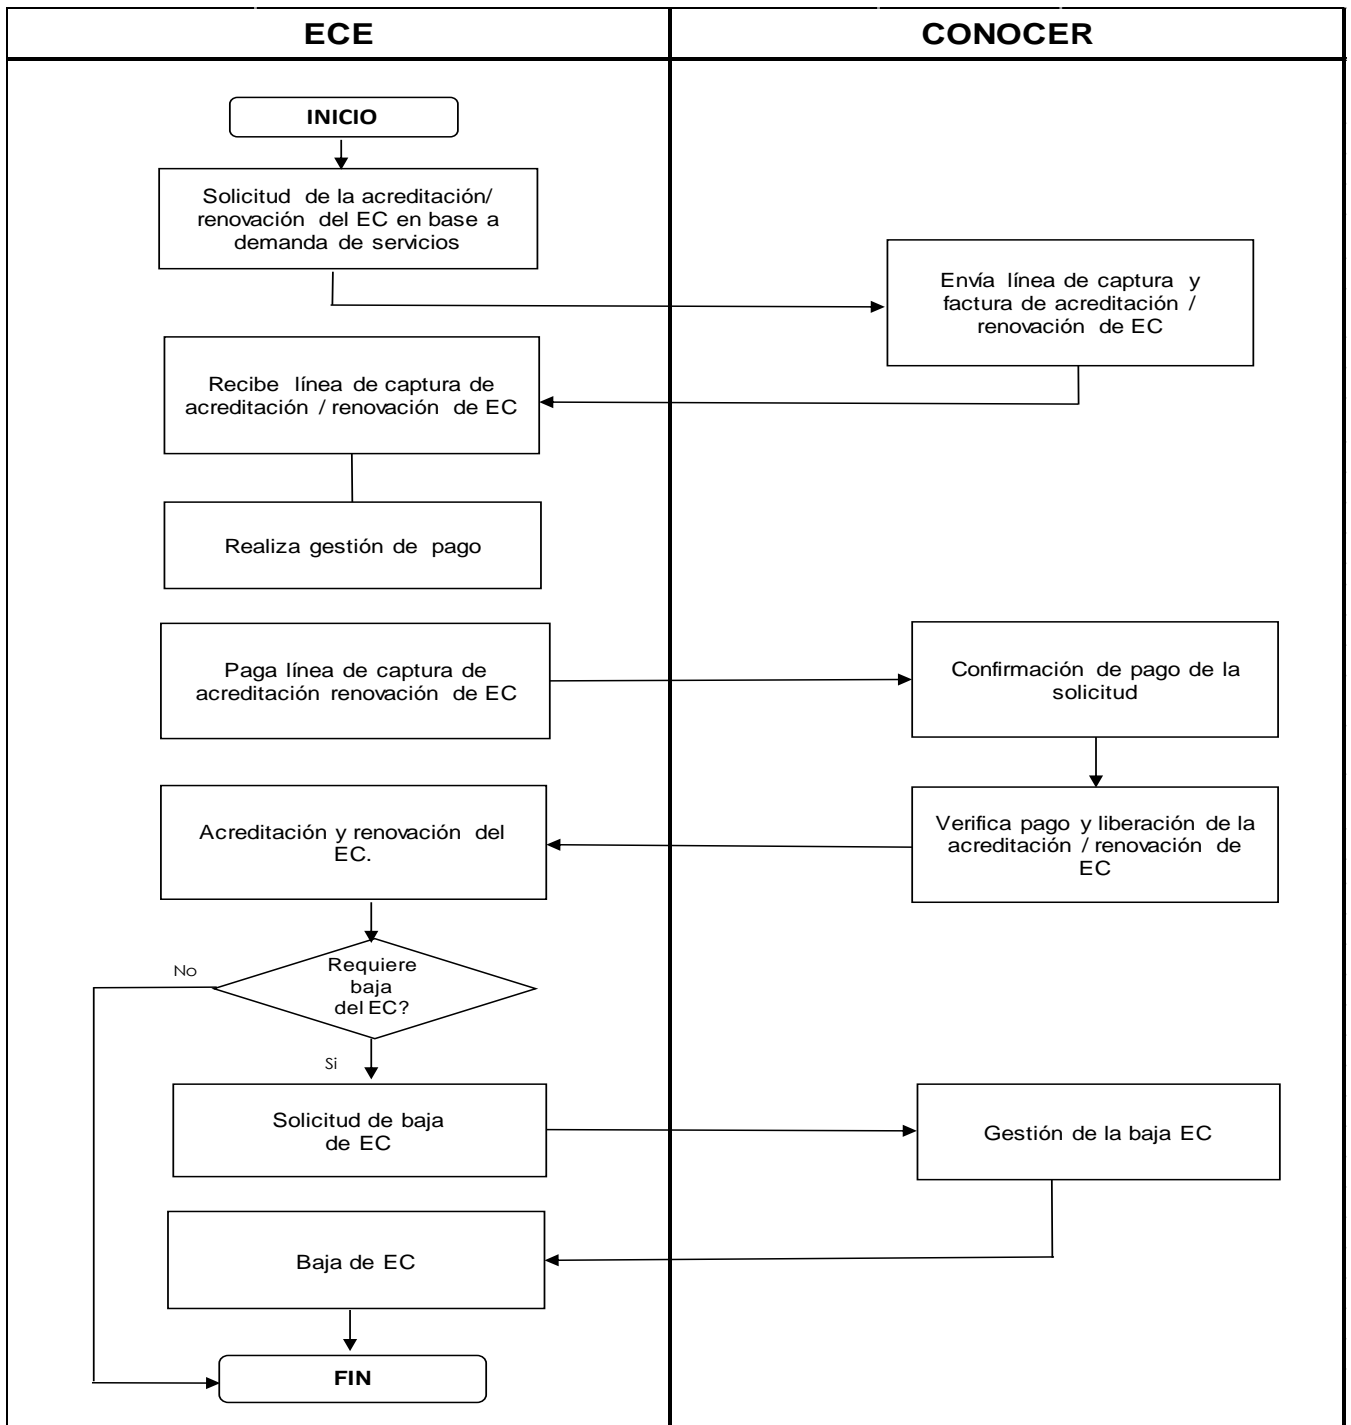 ECE
CONOCER
INICIO
Solicitud de la acreditación/
renovación del EC en base a
demanda de servicios
Envía línea de captura y
factura de acreditación /
renovación de EC
Recibe línea de captura de
acreditación / renovación de EC
Realiza gestión de pago
Paga línea de captura de
acreditación renovación de EC
Confirmación de pago de la
solicitud
Verifica pago y liberación de la
acreditación / renovación de
EC
Acreditación y renovación del
EC.
Requiere
baja
del EC?
No
Si
Solicitud de baja
de EC
Gestión de la baja EC
Baja de EC
FIN